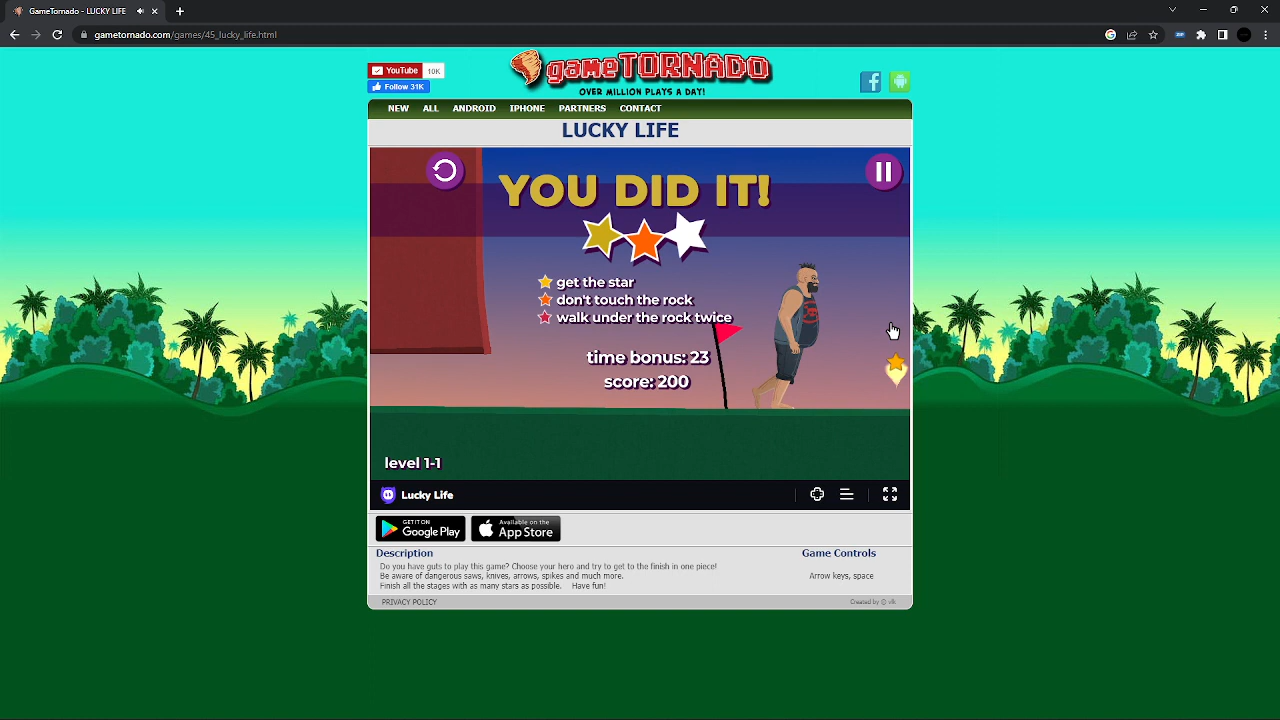 GameTornado - LUCKY LIFE
gametornado.com/games/45_lucky_life.html
YouTube 10K
Follow 31K
gameTORNADO
OVER MILLION PLAYS A DAY!
NEW ALL ANDROID IPHONE PARTNERS CONTACT
LUCKY LIFE
YOU DID IT!
get the star
don't touch the rock
walk under the rock twice
time bonus: 23
score: 200
level 1-1
Lucky Life
GET IT ON
Google Play
Available on the
App Store
Description
Do you have guts to play this game? Choose your hero and try to get to the finish in one piece!
Be aware of dangerous saws, knives, arrows, spikes and much more.
Finish all the stages with as many stars as possible. Have fun!
Game Controls
Arrow keys, space
PRIVACY POLICY
Created by © vlk